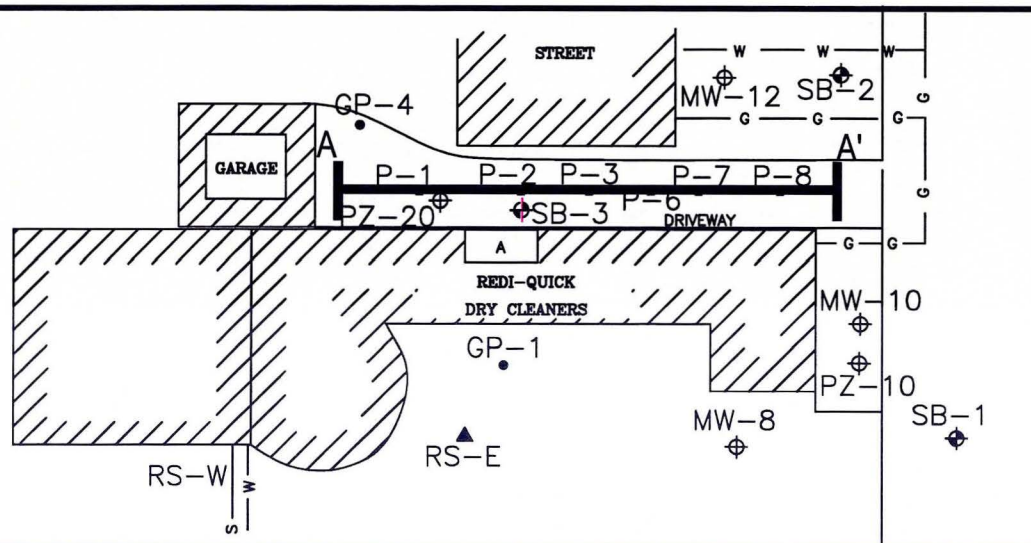 STREET
W W W
MW-12 SB-2
G G G
G
GP-4
GARAGE
A A'
P-1 P-2 P-3 P-7 P-8
P-6
PZ-20 SB-3
DRIVEWAY
G
A
G G
REDI-QUICK
DRY CLEANERS
MW-10
GP-1
PZ-10
SB-1
MW-8
RS-E
RS-W
W
S